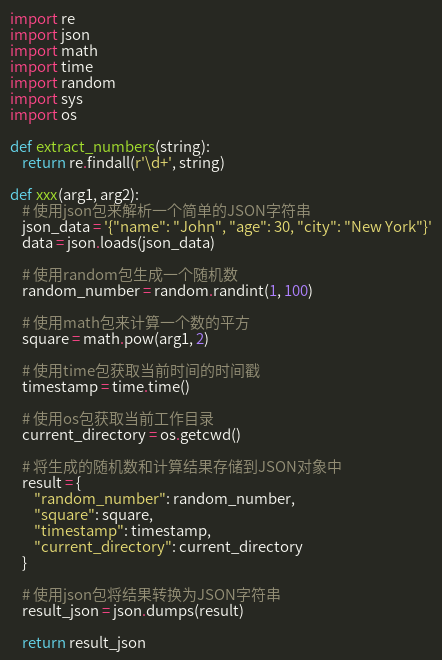 import re
import json
import math
import time
import random
import sys
import os
def extract_numbers(string):
    return re.findall(r'\d+', string)
def xxx(arg1, arg2):
    # 使用json包来解析一个简单的JSON字符串
    json_data = '{"name": "John", "age": 30, "city": "New York"}'
    data = json.loads(json_data)
    # 使用random包生成一个随机数
    random_number = random.randint(1, 100)
    # 使用math包来计算一个数的平方
    square = math.pow(arg1, 2)
    # 使用time包获取当前时间的时间戳
    timestamp = time.time()
    # 使用os包获取当前工作目录
    current_directory = os.getcwd()
    # 将生成的随机数和计算结果存储到JSON对象中
    result = {
        "random_number": random_number,
        "square": square,
        "timestamp": timestamp,
        "current_directory": current_directory
    }
    # 使用json包将结果转换为JSON字符串
    result_json = json.dumps(result)
    return result_json